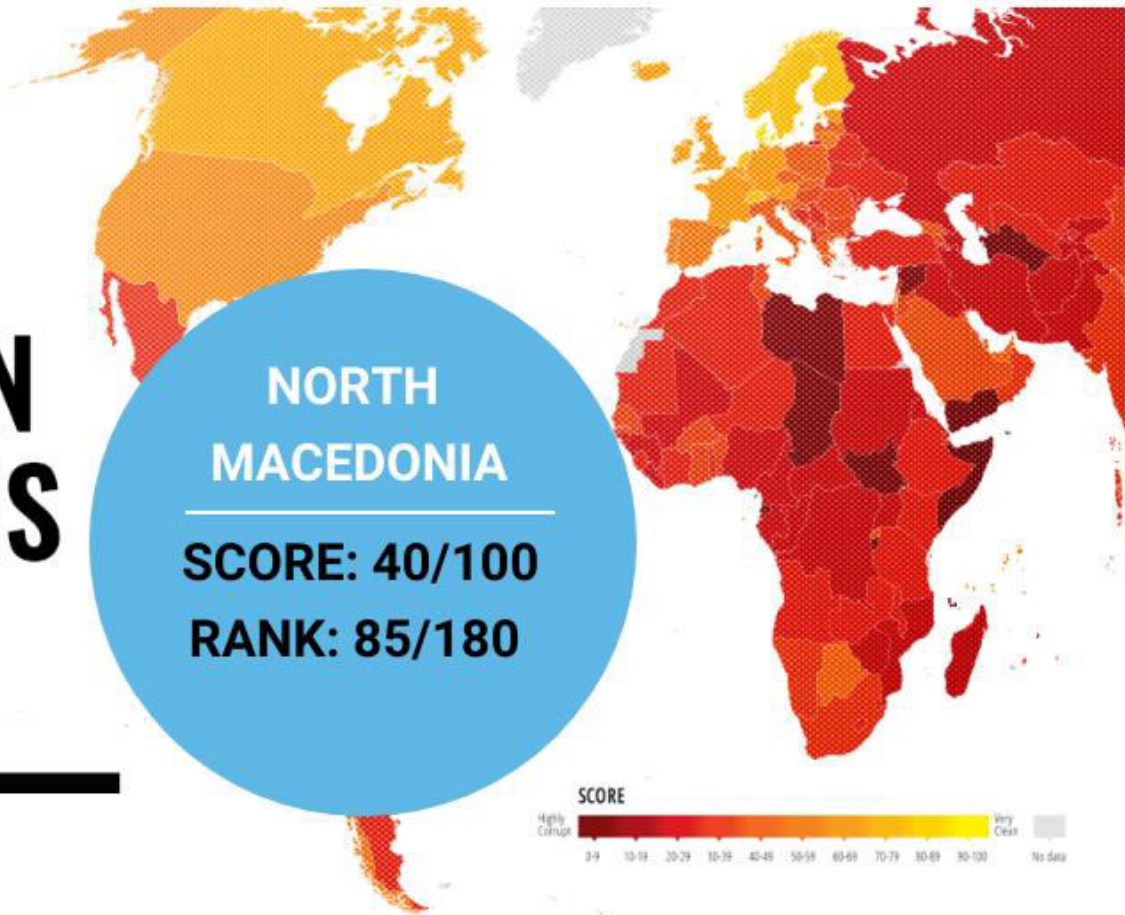 N
S
NORTH
MACEDONIA
SCORE: 40/100
RANK: 85/180
SCORE
Highly
Corrupt
Very
Clean
0-9 10-19 20-29 30-39 40-49 50-59 60-69 70-79 80-89 90-100 No data